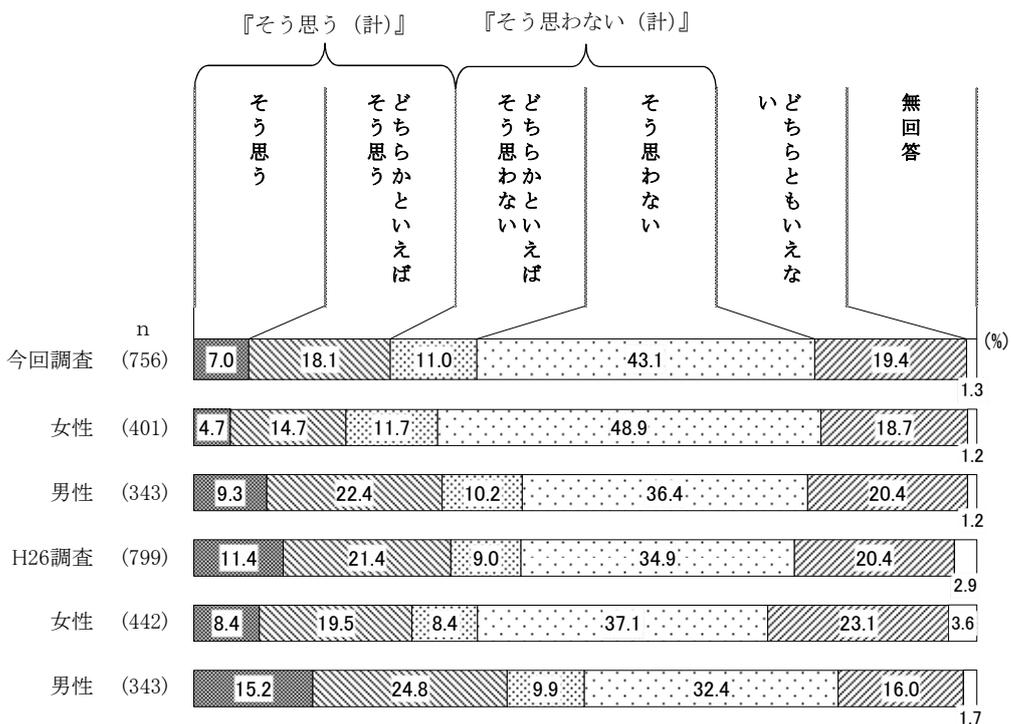 『そう思う（計）』
『そう思わない（計）』
そう思う
どちらかといえば
そう思う
どちらかといえば
そう思わない
そう思わない
どちらともいえな
い
無回答
n
(%)
今回調査 (756) 7.0 18.1 11.0 43.1 19.4 1.3
女性 (401) 4.7 14.7 11.7 48.9 18.7 1.2
男性 (343) 9.3 22.4 10.2 36.4 20.4 1.2
H26調査 (799) 11.4 21.4 9.0 34.9 20.4 2.9
女性 (442) 8.4 19.5 8.4 37.1 23.1 3.6
男性 (343) 15.2 24.8 9.9 32.4 16.0 1.7